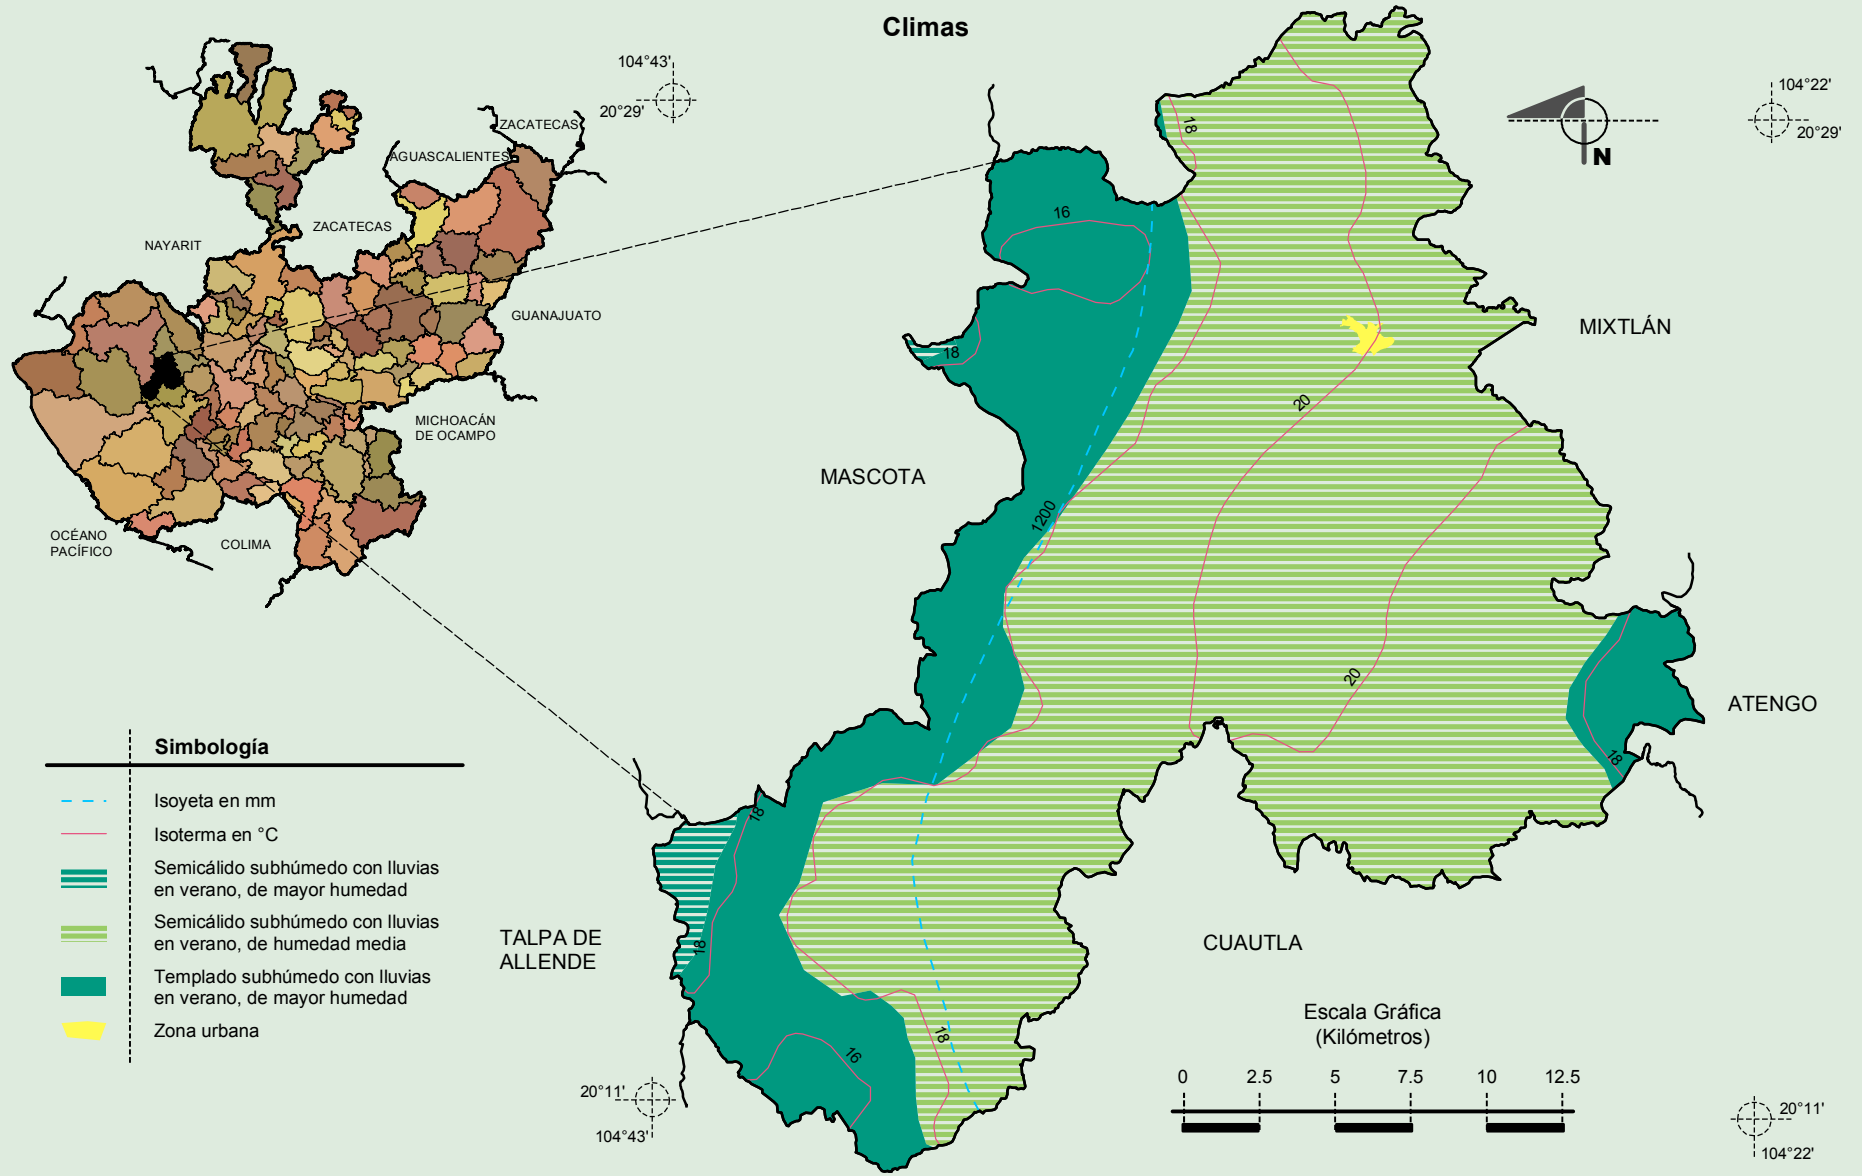 Climas
104°43'
20°29'
104°22'
20°29'
N
ZACATECAS
AGUASCALIENTES
ZACATECAS
NAYARIT
GUANAJUATO
MICHOACÁN
DE OCAMPO
OCÉANO
PACÍFICO
COLIMA
18
16
18
20
1200
20
18
18
18
18
16
MIXTLÁN
MASCOTA
ATENGO
TALPA DE
ALLENDE
CUAUTLA
Simbología
Isoyeta en mm
Isoterma en °C
Semicálido subhúmedo con lluvias
en verano, de mayor humedad
Semicálido subhúmedo con lluvias
en verano, de humedad media
Templado subhúmedo con lluvias
en verano, de mayor humedad
Zona urbana
Escala Gráfica
(Kilómetros)
0 2.5 5 7.5 10 12.5
20°11'
104°43'
20°11'
104°22'